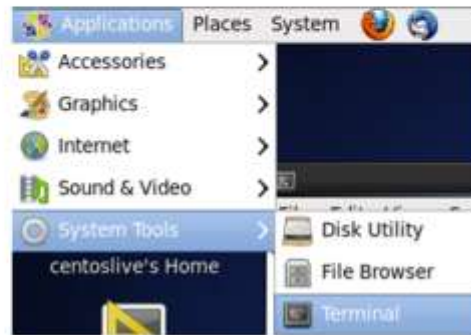 Applications Places System
Accessories
Graphics
Internet
Sound & Video
System Tools
Disk Utility
centoslive's Home
File Browser
Terminal